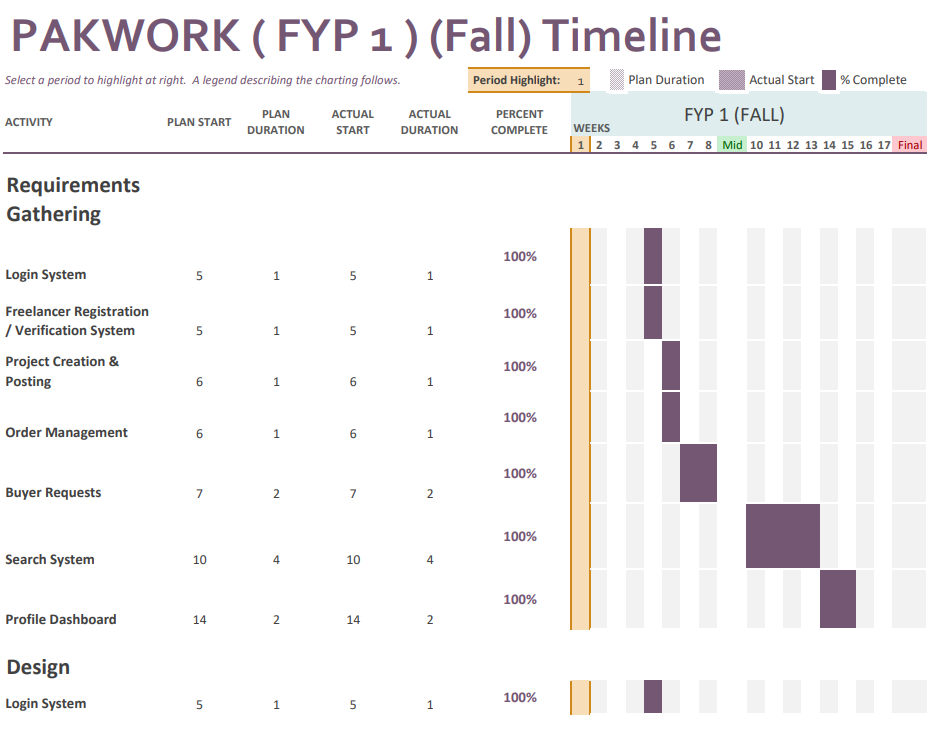 PAKWORK ( FYP 1 ) (Fall) Timeline
Select a period to highlight at right.  A legend describing the charting follows.
Period Highlight: 1
Plan Duration
Actual Start
% Complete
ACTIVITY
PLAN START
PLAN
DURATION
ACTUAL
START
ACTUAL
DURATION
PERCENT
COMPLETE
FYP 1 (FALL)
WEEKS
1 2 3 4 5 6 7 8 Mid 10 11 12 13 14 15 16 17 Final
Requirements
Gathering
Login System 5 1 5 1 100%
Freelancer Registration
/ Verification System 5 1 5 1 100%
Project Creation &
Posting 6 1 6 1 100%
Order Management 6 1 6 1 100%
Buyer Requests 7 2 7 2 100%
Search System 10 4 10 4 100%
Profile Dashboard 14 2 14 2 100%
Design
Login System 5 1 5 1 100%